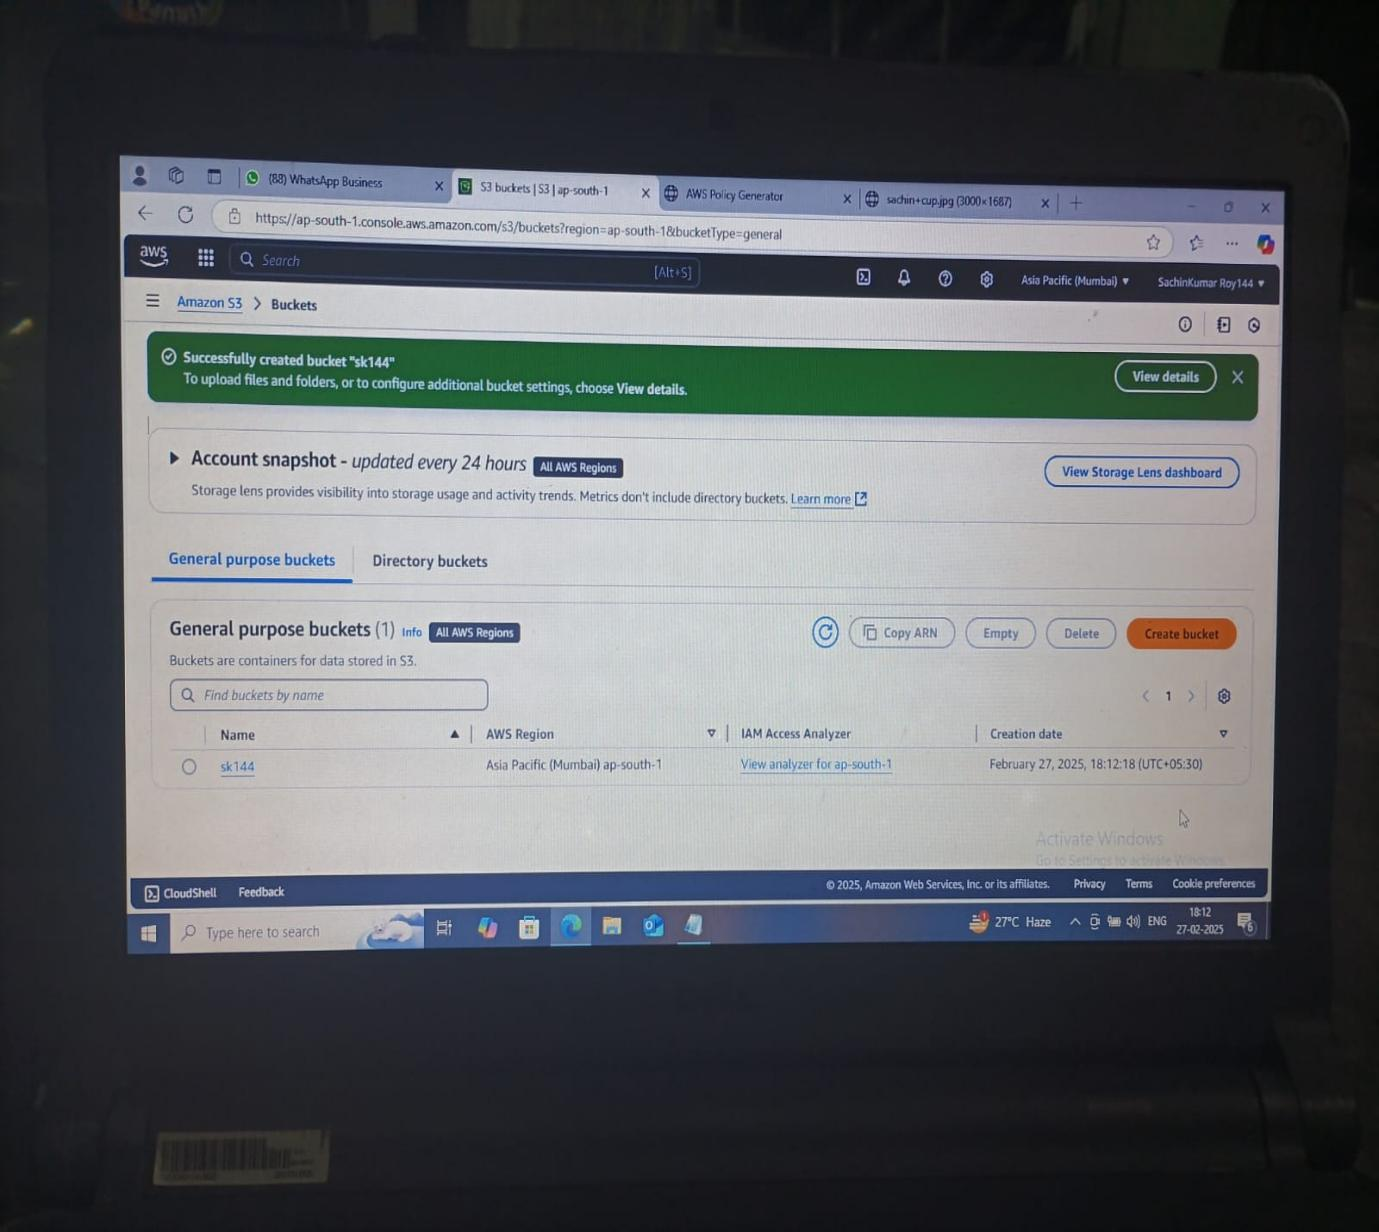 (88) WhatsApp Business
S3 buckets | S3 | ap-south-1
AWS Policy Generator
sachin+cup.jpg (3000×1687)
https://ap-south-1.console.aws.amazon.com/s3/buckets?region=ap-south-1&bucketType=general
aws
Search
[Alt+S]
Asia Pacific (Mumbai)
SachinKumar Roy144
Amazon S3 > Buckets
Successfully created bucket "sk144"
To upload files and folders, or to configure additional bucket settings, choose View details.
View details
Account snapshot - updated every 24 hours All AWS Regions
View Storage Lens dashboard
Storage lens provides visibility into storage usage and activity trends. Metrics don't include directory buckets. Learn more
General purpose buckets
Directory buckets
General purpose buckets (1) Info All AWS Regions
Copy ARN
Empty
Delete
Create bucket
Buckets are containers for data stored in S3.
Find buckets by name
1
Name
AWS Region
IAM Access Analyzer
Creation date
sk144
Asia Pacific (Mumbai) ap-south-1
View analyzer for ap-south-1
February 27, 2025, 18:12:18 (UTC+05:30)
Activate Windows
Go to Settings to activate Windows.
CloudShell
Feedback
© 2025, Amazon Web Services, Inc. or its affiliates.
Privacy
Terms
Cookie preferences
Type here to search
27°C Haze
ENG
18:12
27-02-2025
6